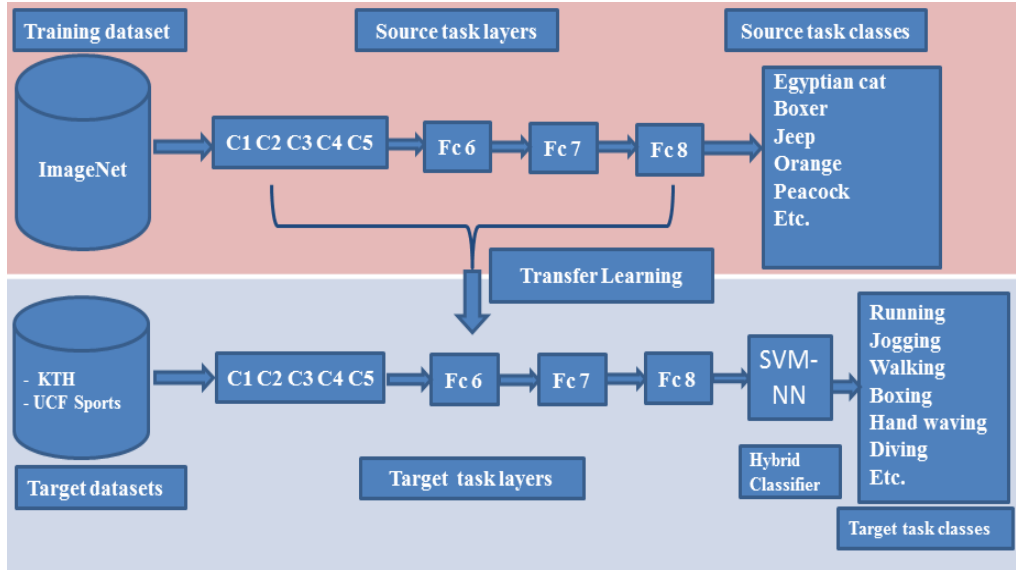 Training dataset
Source task layers
Source task classes
ImageNet
C1 C2 C3 C4 C5
Fc 6
Fc 7
Fc 8
Egyptian cat
Boxer
Jeep
Orange
Peacock
Etc.
Transfer Learning
- KTH
- UCF Sports
C1 C2 C3 C4 C5
Fc 6
Fc 7
Fc 8
SVM-
NN
Running
Jogging
Walking
Boxing
Hand waving
Diving
Etc.
Target datasets
Target task layers
Hybrid
Classifier
Target task classes